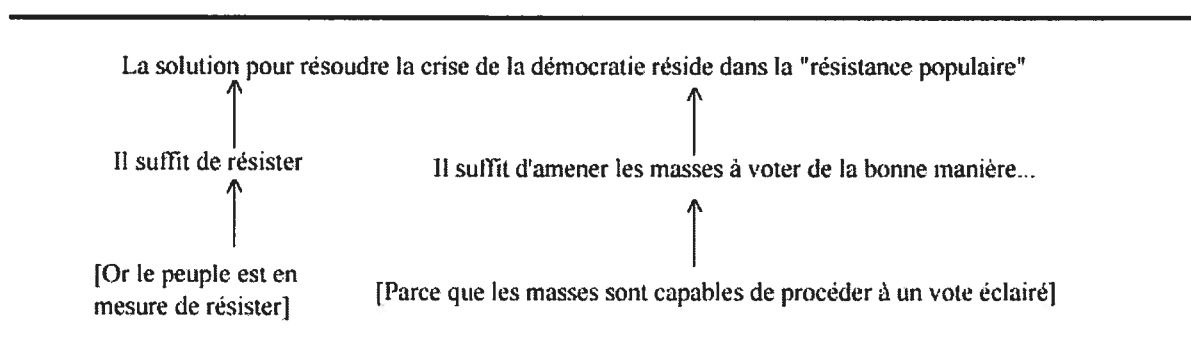 La solution pour résoudre la crise de la démocratie réside dans la "résistance populaire"
Il suffit de résister
Il suffit d'amener les masses à voter de la bonne manière...
[Or le peuple est en
mesure de résister]
[Parce que les masses sont capables de procéder à un vote éclairé]